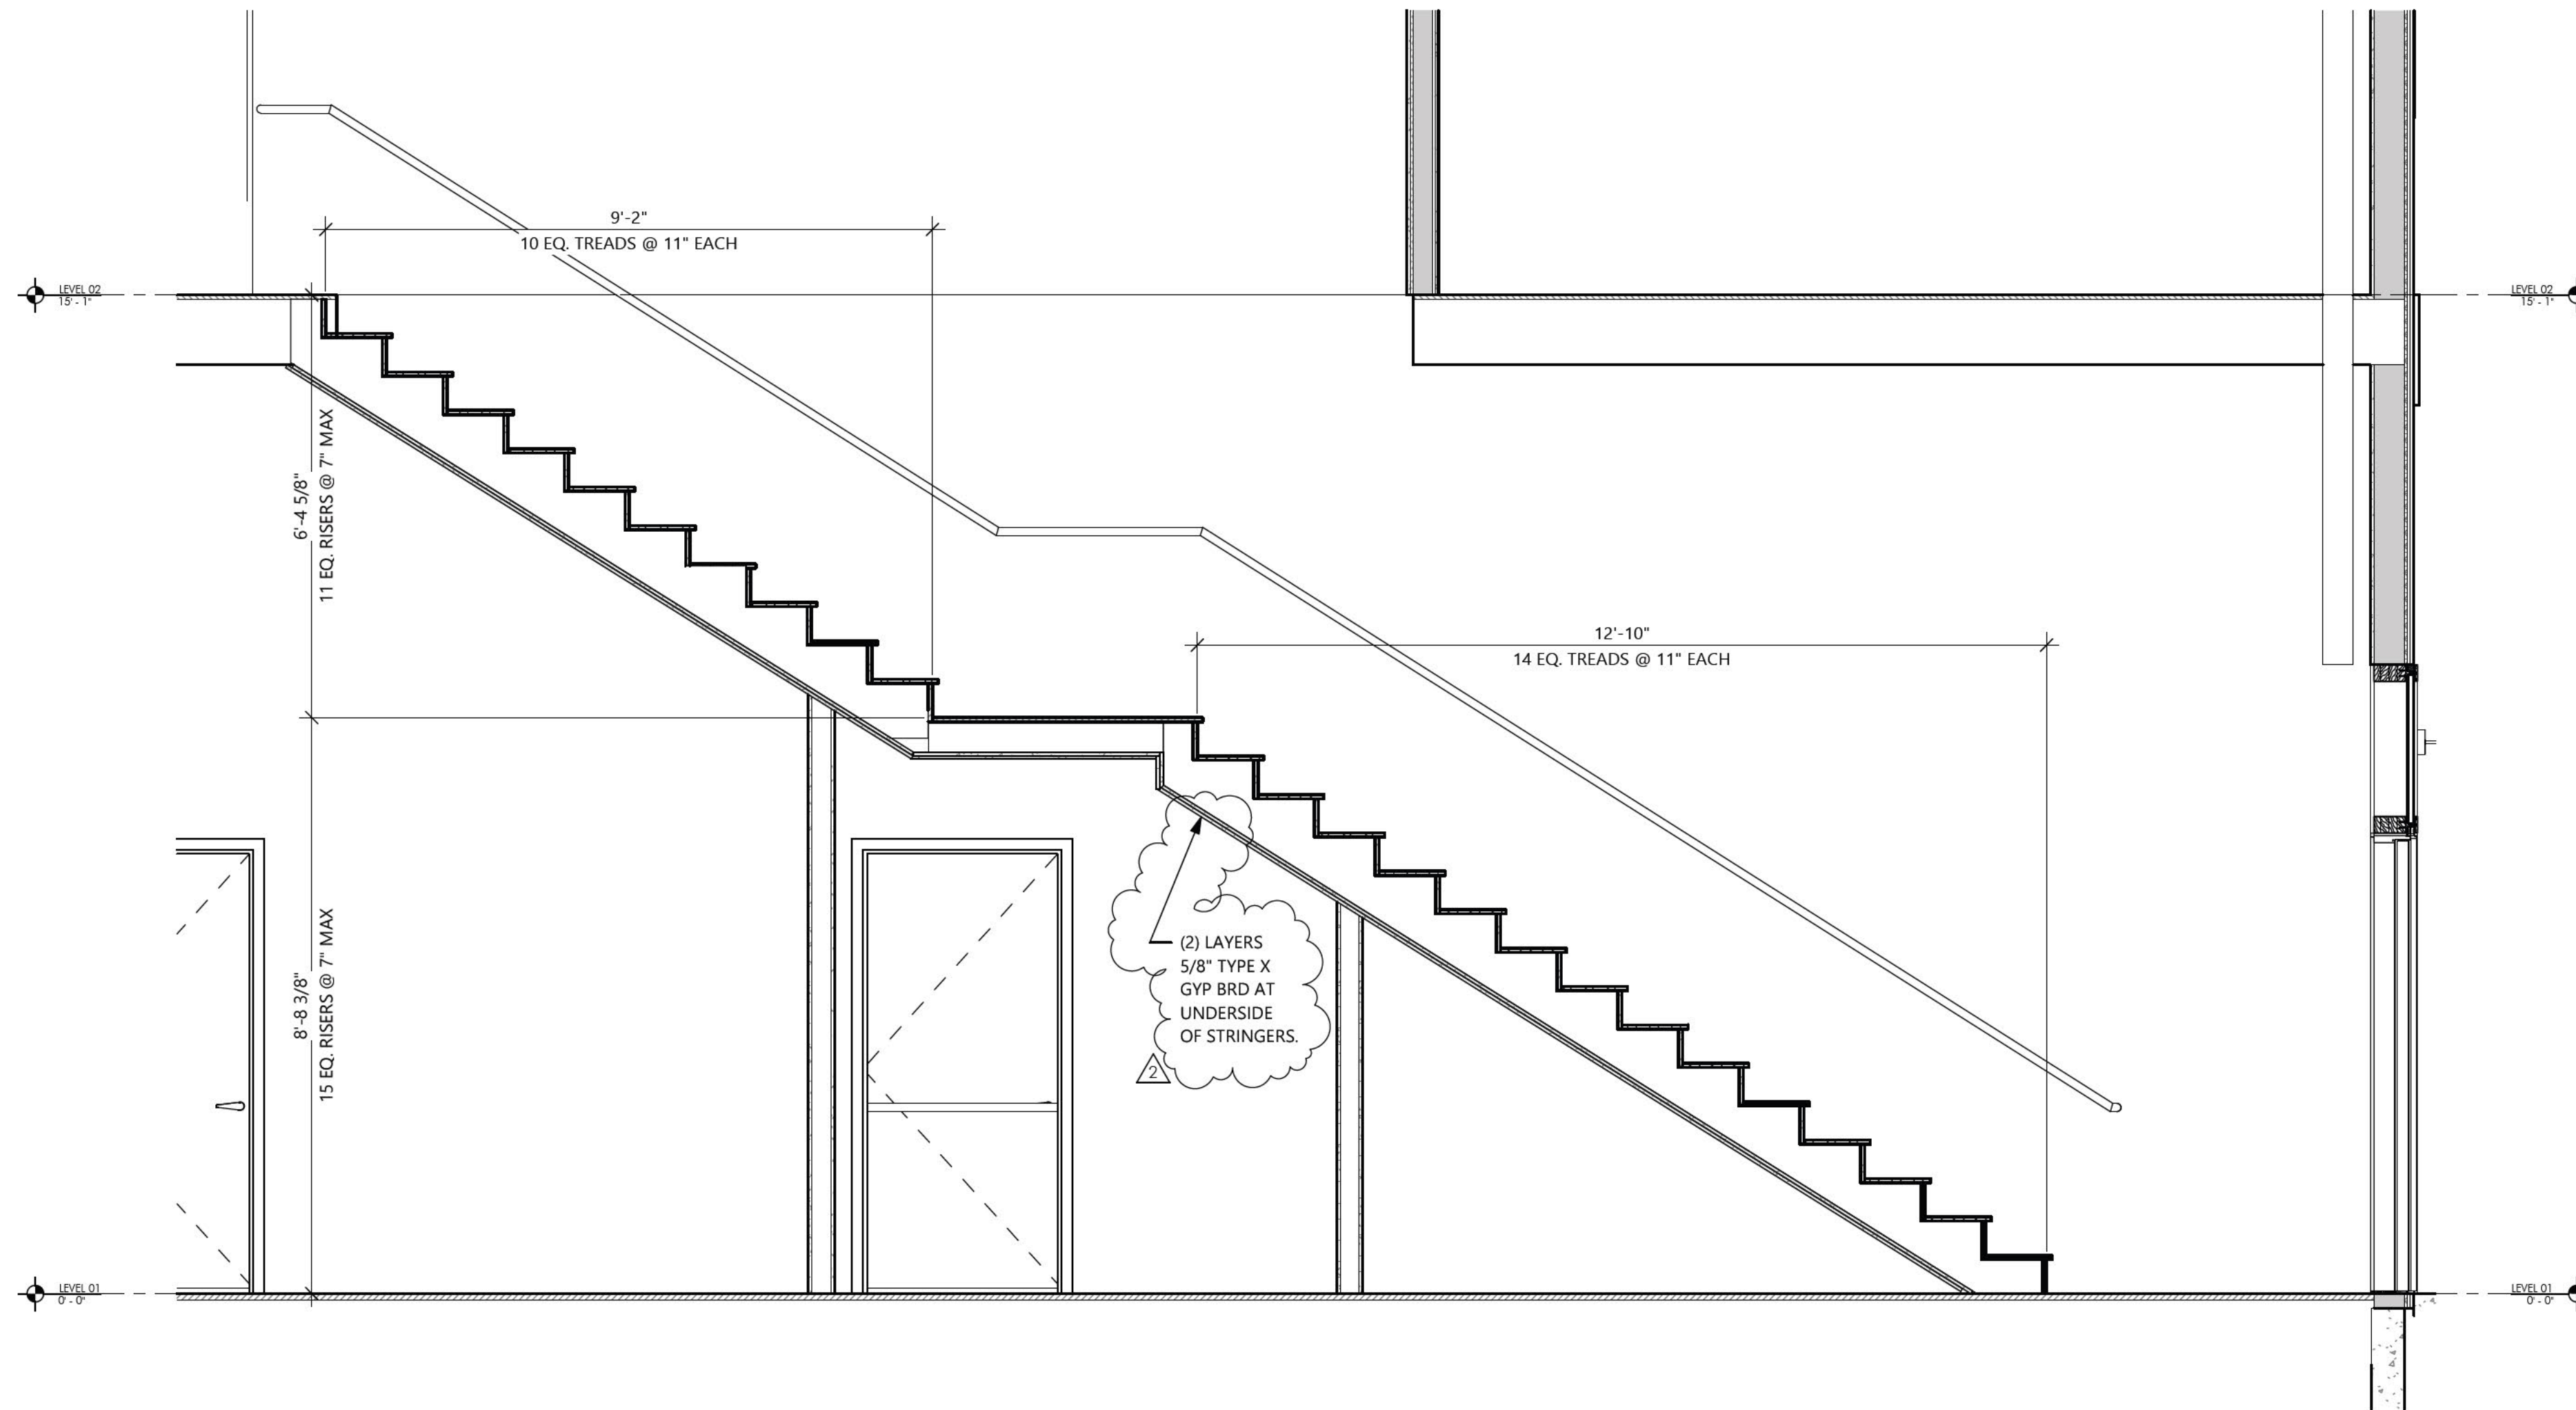 9'-2"
10 EQ. TREADS @ 11" EACH
LEVEL 02
15' - 1"
LEVEL 02
15' - 1"
6'-4 5/8"
11 EQ. RISERS @ 7" MAX
12'-10"
14 EQ. TREADS @ 11" EACH
8'-8 3/8"
15 EQ. RISERS @ 7" MAX
(2) LAYERS
5/8" TYPE X
GYP BRD AT
UNDERSIDE
OF STRINGERS.
2
LEVEL 01
0' - 0"
LEVEL 01
0' - 0"